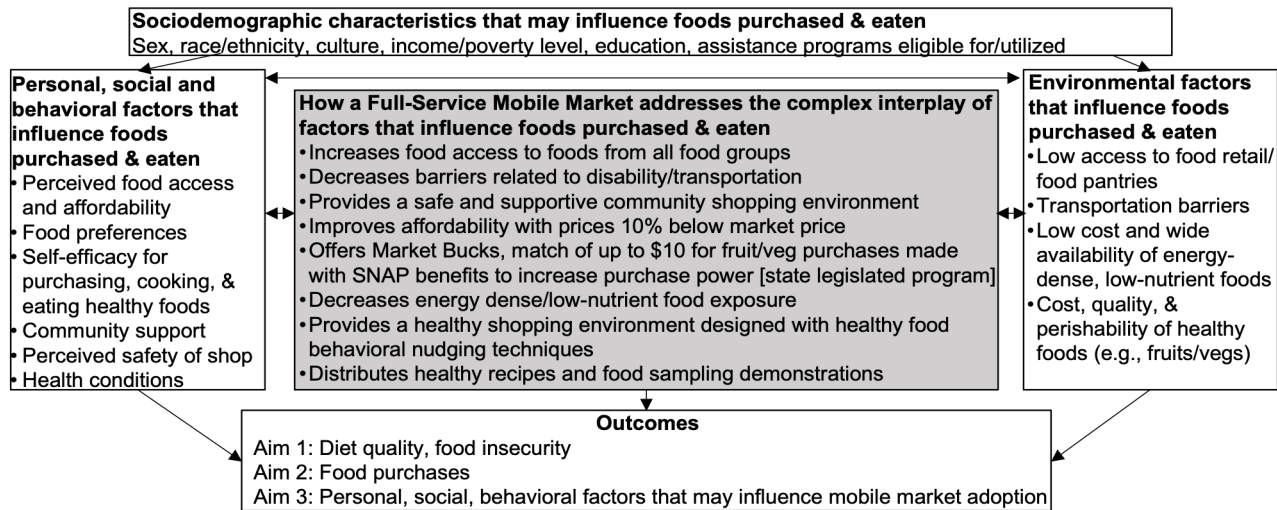 Sociodemographic characteristics that may influence foods purchased & eaten
Sex, race/ethnicity, culture, income/poverty level, education, assistance programs eligible for/utilized
Personal, social and
behavioral factors that
influence foods
purchased & eaten
• Perceived food access
and affordability
• Food preferences
• Self-efficacy for
purchasing, cooking, &
eating healthy foods
• Community support
• Perceived safety of shop
• Health conditions
How a Full-Service Mobile Market addresses the complex interplay of
factors that influence foods purchased & eaten
• Increases food access to foods from all food groups
• Decreases barriers related to disability/transportation
• Provides a safe and supportive community shopping environment
• Improves affordability with prices 10% below market price
• Offers Market Bucks, match of up to $10 for fruit/veg purchases made
with SNAP benefits to increase purchase power [state legislated program]
• Decreases energy dense/low-nutrient food exposure
• Provides a healthy shopping environment designed with healthy food
behavioral nudging techniques
• Distributes healthy recipes and food sampling demonstrations
Environmental factors
that influence foods
purchased & eaten
• Low access to food retail/
food pantries
• Transportation barriers
• Low cost and wide
availability of energy-
dense, low-nutrient foods
• Cost, quality, &
perishability of healthy
foods (e.g., fruits/vegs)
Outcomes
Aim 1: Diet quality, food insecurity
Aim 2: Food purchases
Aim 3: Personal, social, behavioral factors that may influence mobile market adoption